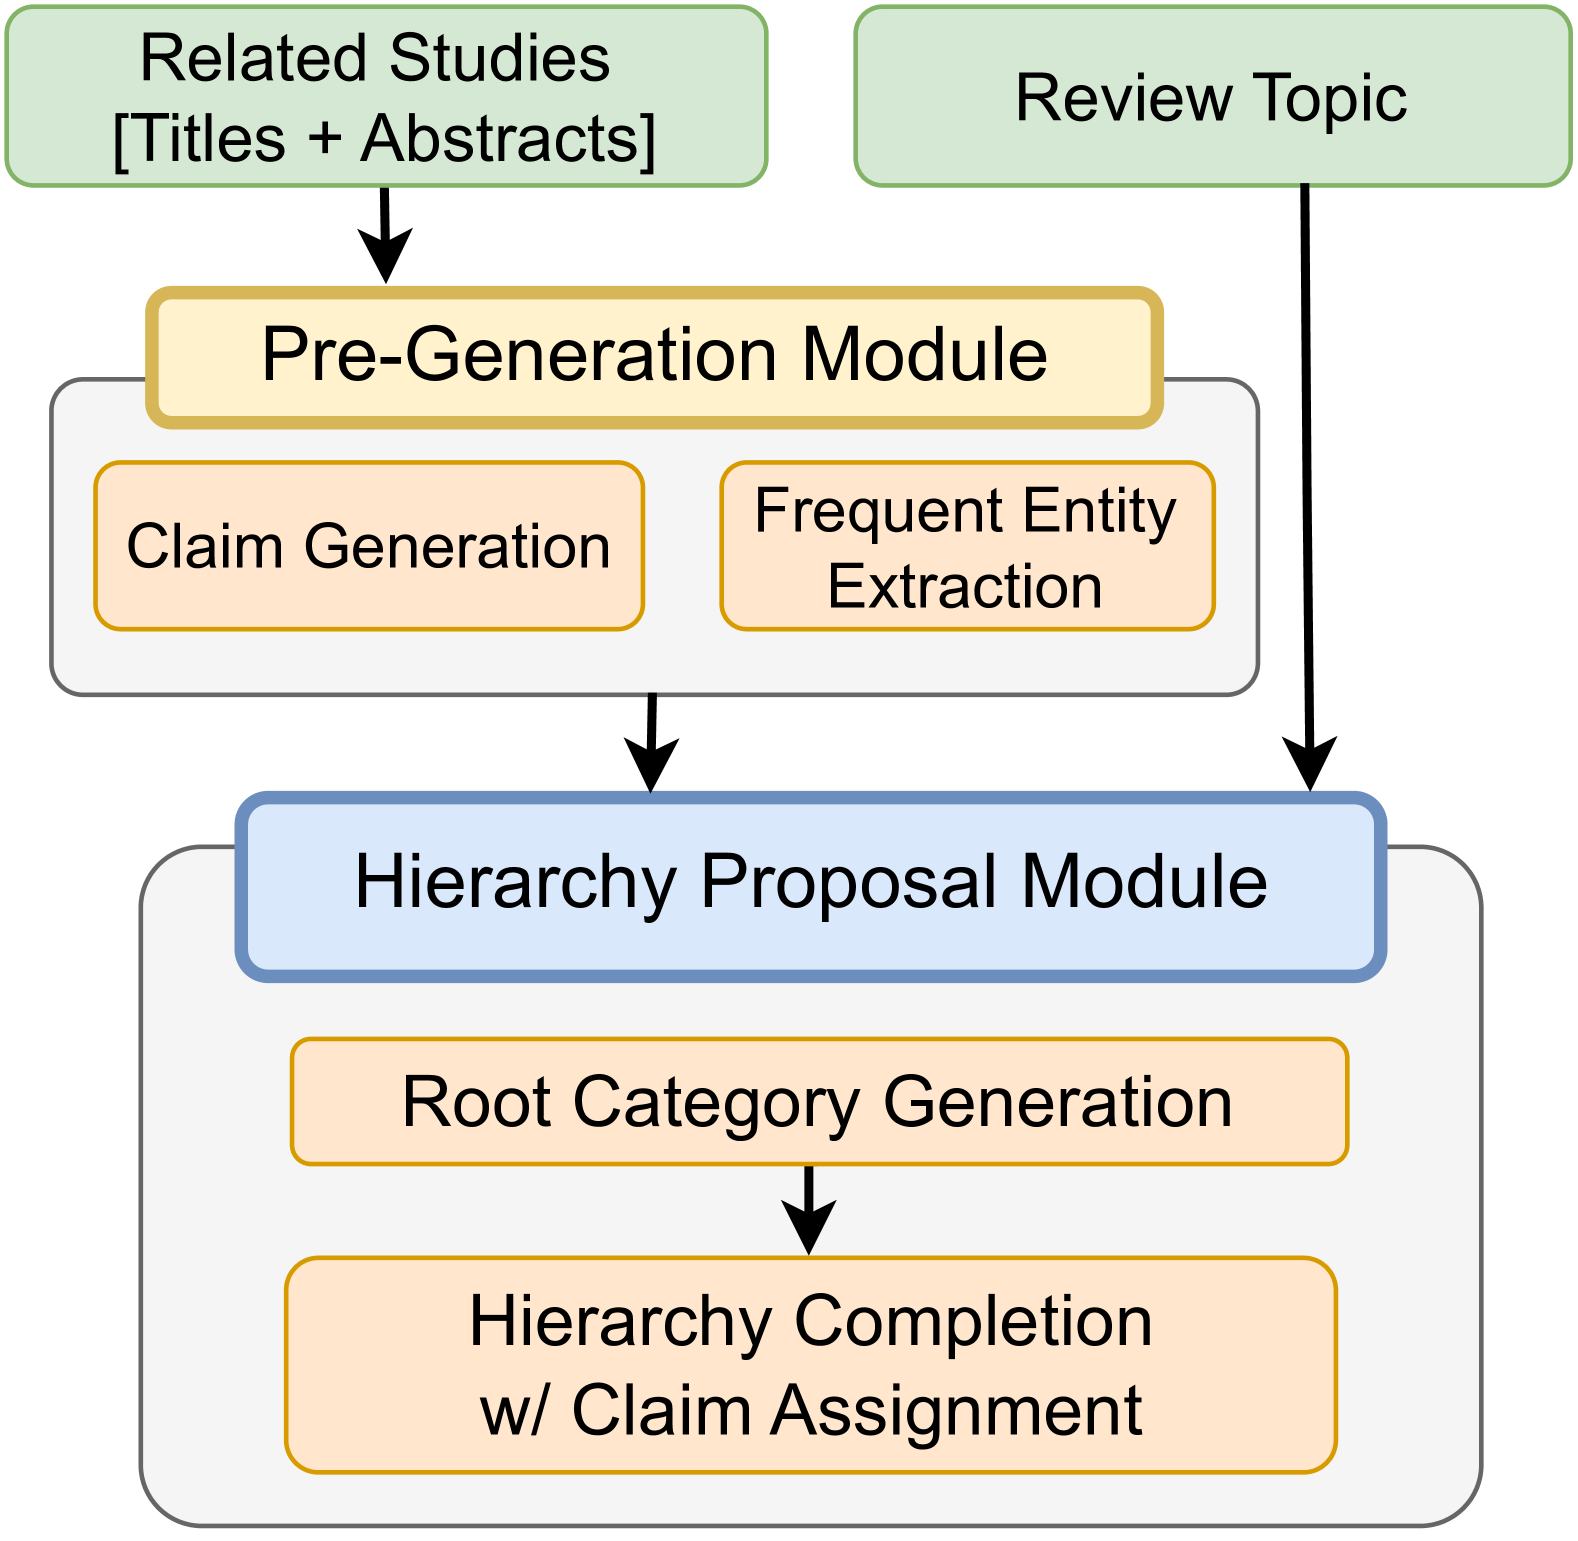 Related Studies
[Titles + Abstracts]
Review Topic
Pre-Generation Module
Claim Generation
Frequent Entity
Extraction
Hierarchy Proposal Module
Root Category Generation
Hierarchy Completion
w/ Claim Assignment